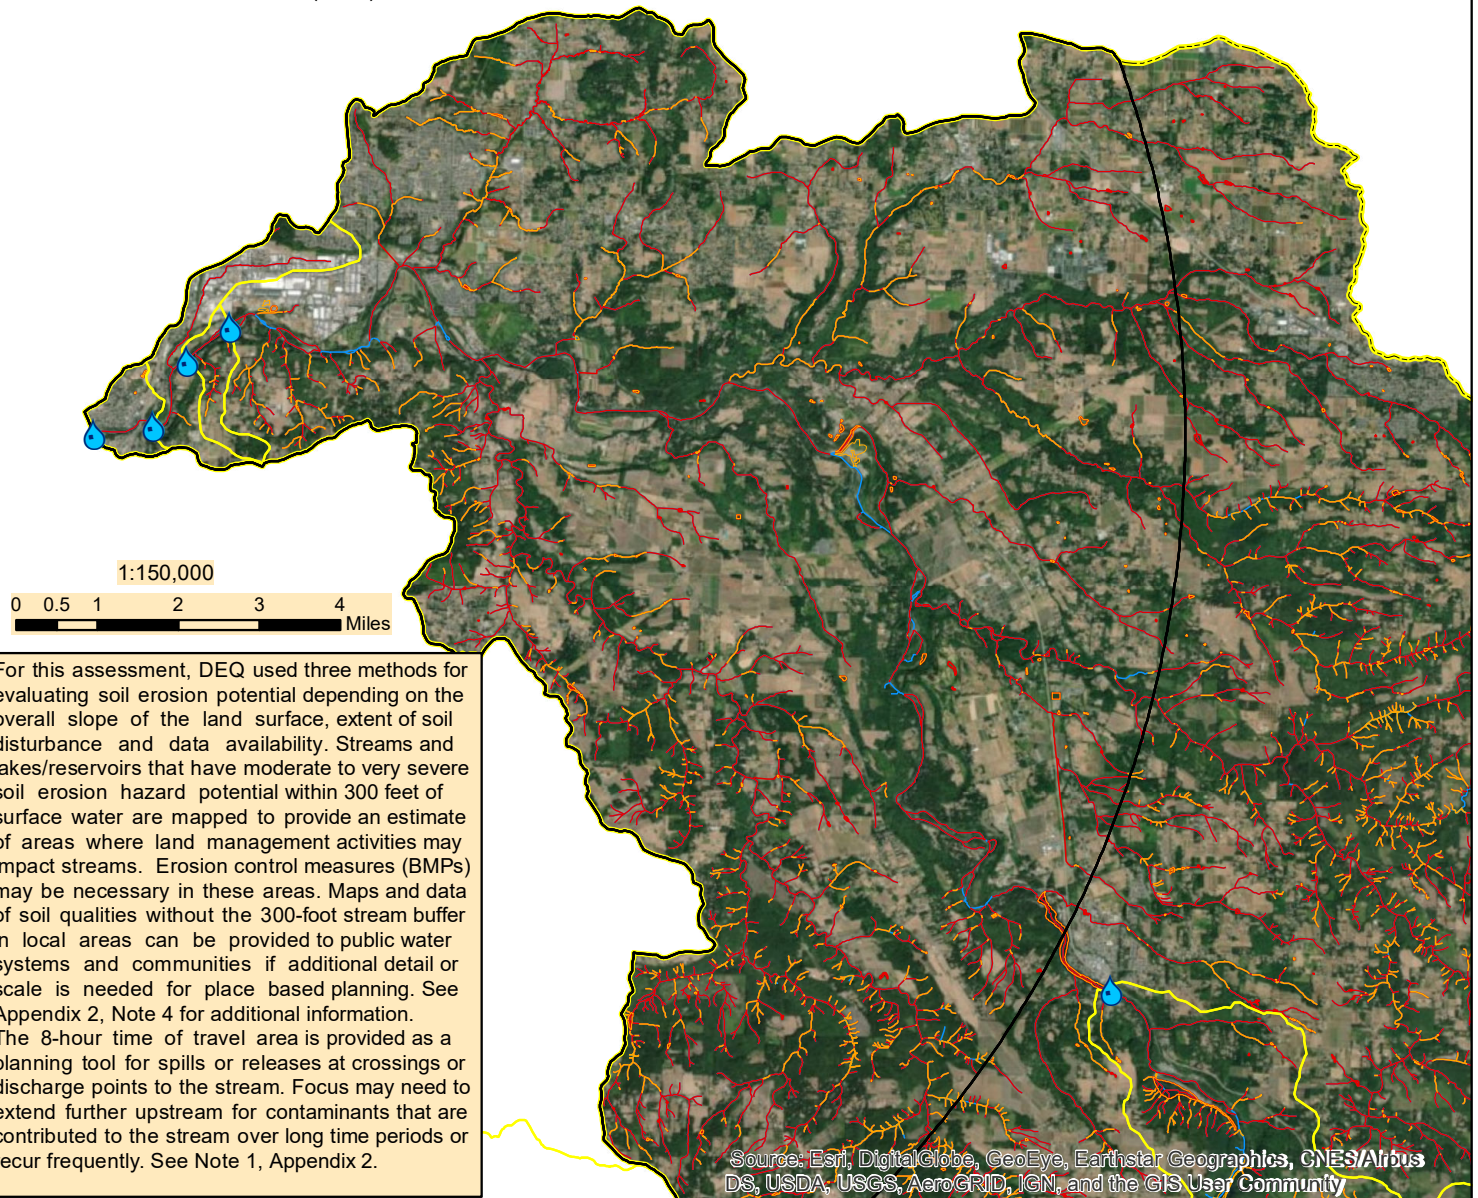 1:150,000
0 0.5 1 2 3 4
Miles
For this assessment, DEQ used three methods for
evaluating soil erosion potential depending on the
overall slope of the land surface, extent of soil
disturbance and data availability. Streams and
lakes/reservoirs that have moderate to very severe
soil erosion hazard potential within 300 feet of
surface water are mapped to provide an estimate
of areas where land management activities may
impact streams. Erosion control measures (BMPs)
may be necessary in these areas. Maps and data
of soil qualities without the 300-foot stream buffer
in local areas can be provided to public water
systems and communities if additional detail or
scale is needed for place based planning. See
Appendix 2, Note 4 for additional information.
The 8-hour time of travel area is provided as a
planning tool for spills or releases at crossings or
discharge points to the stream. Focus may need to
extend further upstream for contaminants that are
contributed to the stream over long time periods or
recur frequently. See Note 1, Appendix 2.
Source: Esri, DigitalGlobe, GeoEye, Earthstar Geographics, CNES/Airbus
DS, USDA, USGS, AeroGRID, IGN, and the GIS User Community